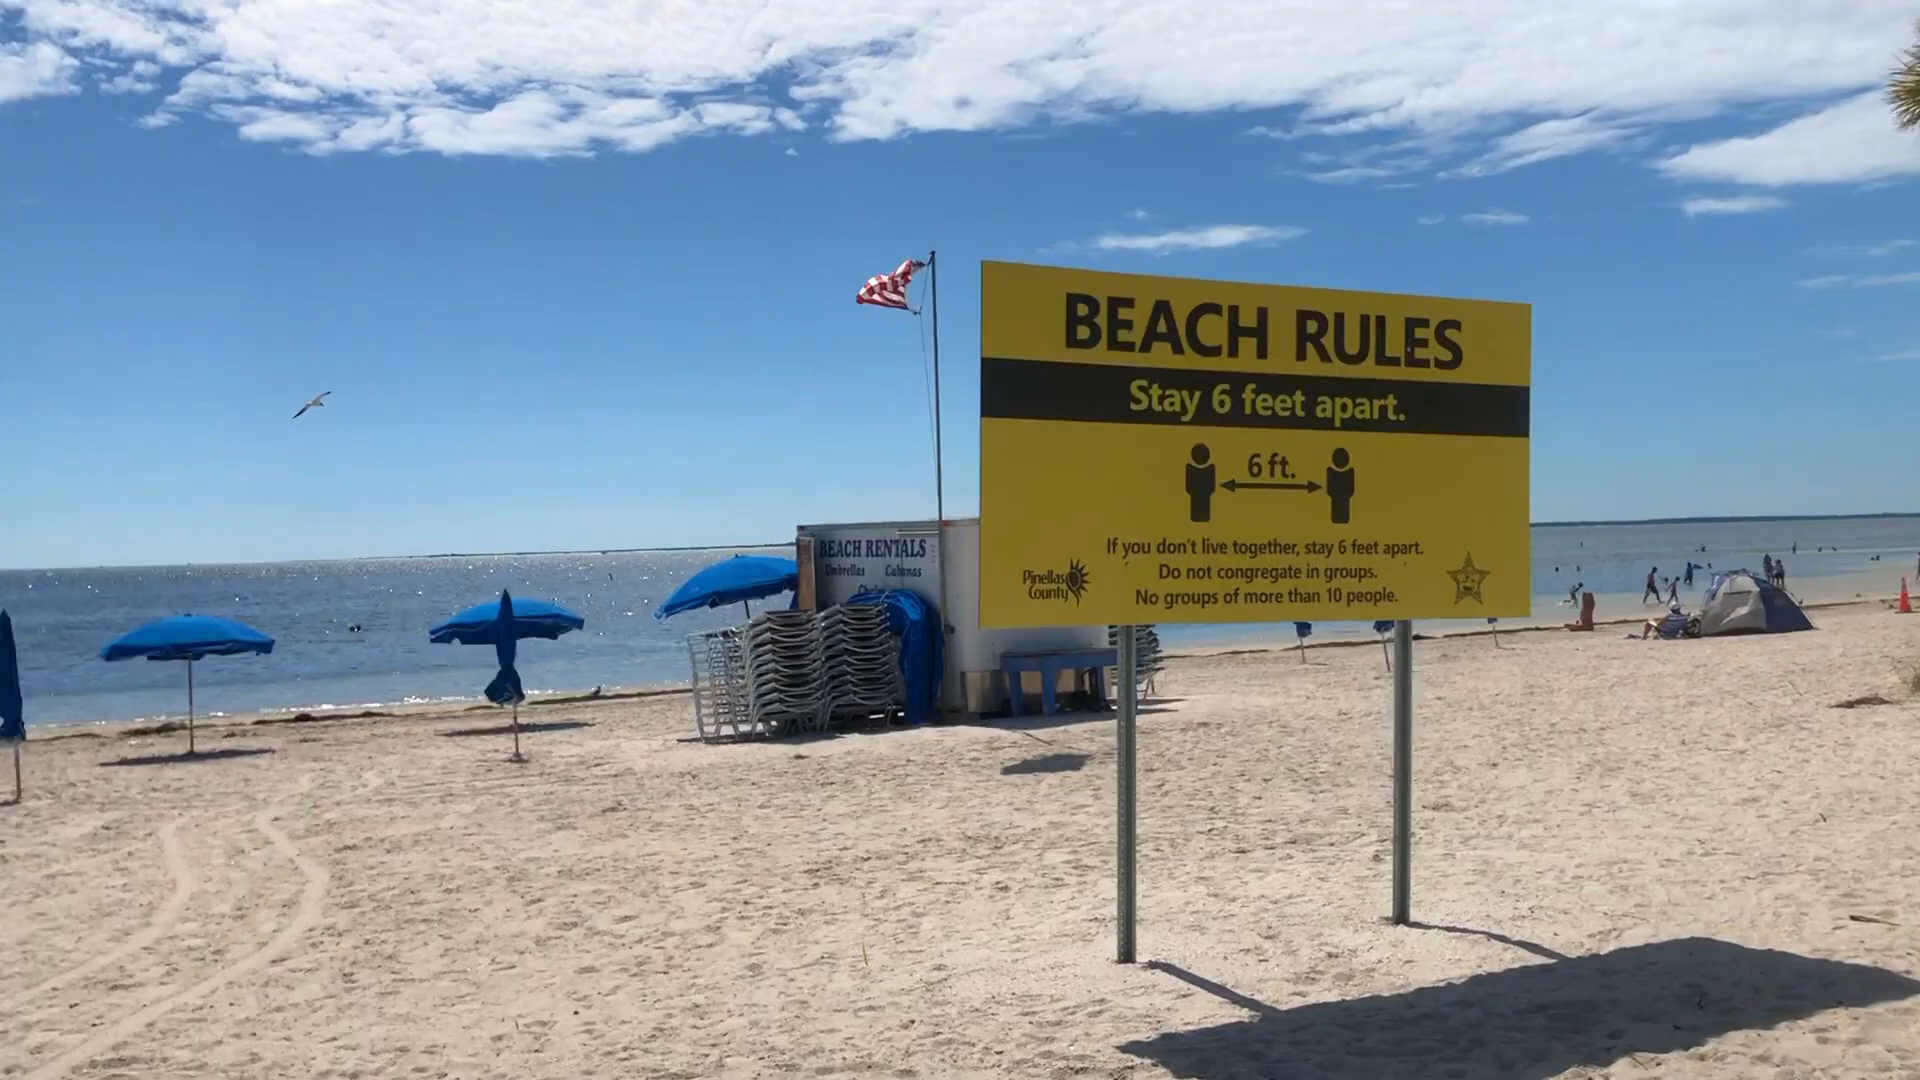 BEACH RULES
Stay 6 feet apart.
6 ft.
If you don't live together, stay 6 feet apart.
Do not congregate in groups.
No groups of more than 10 people.
Pinellas
County
BEACH RENTALS
Umbrellas Cabanas